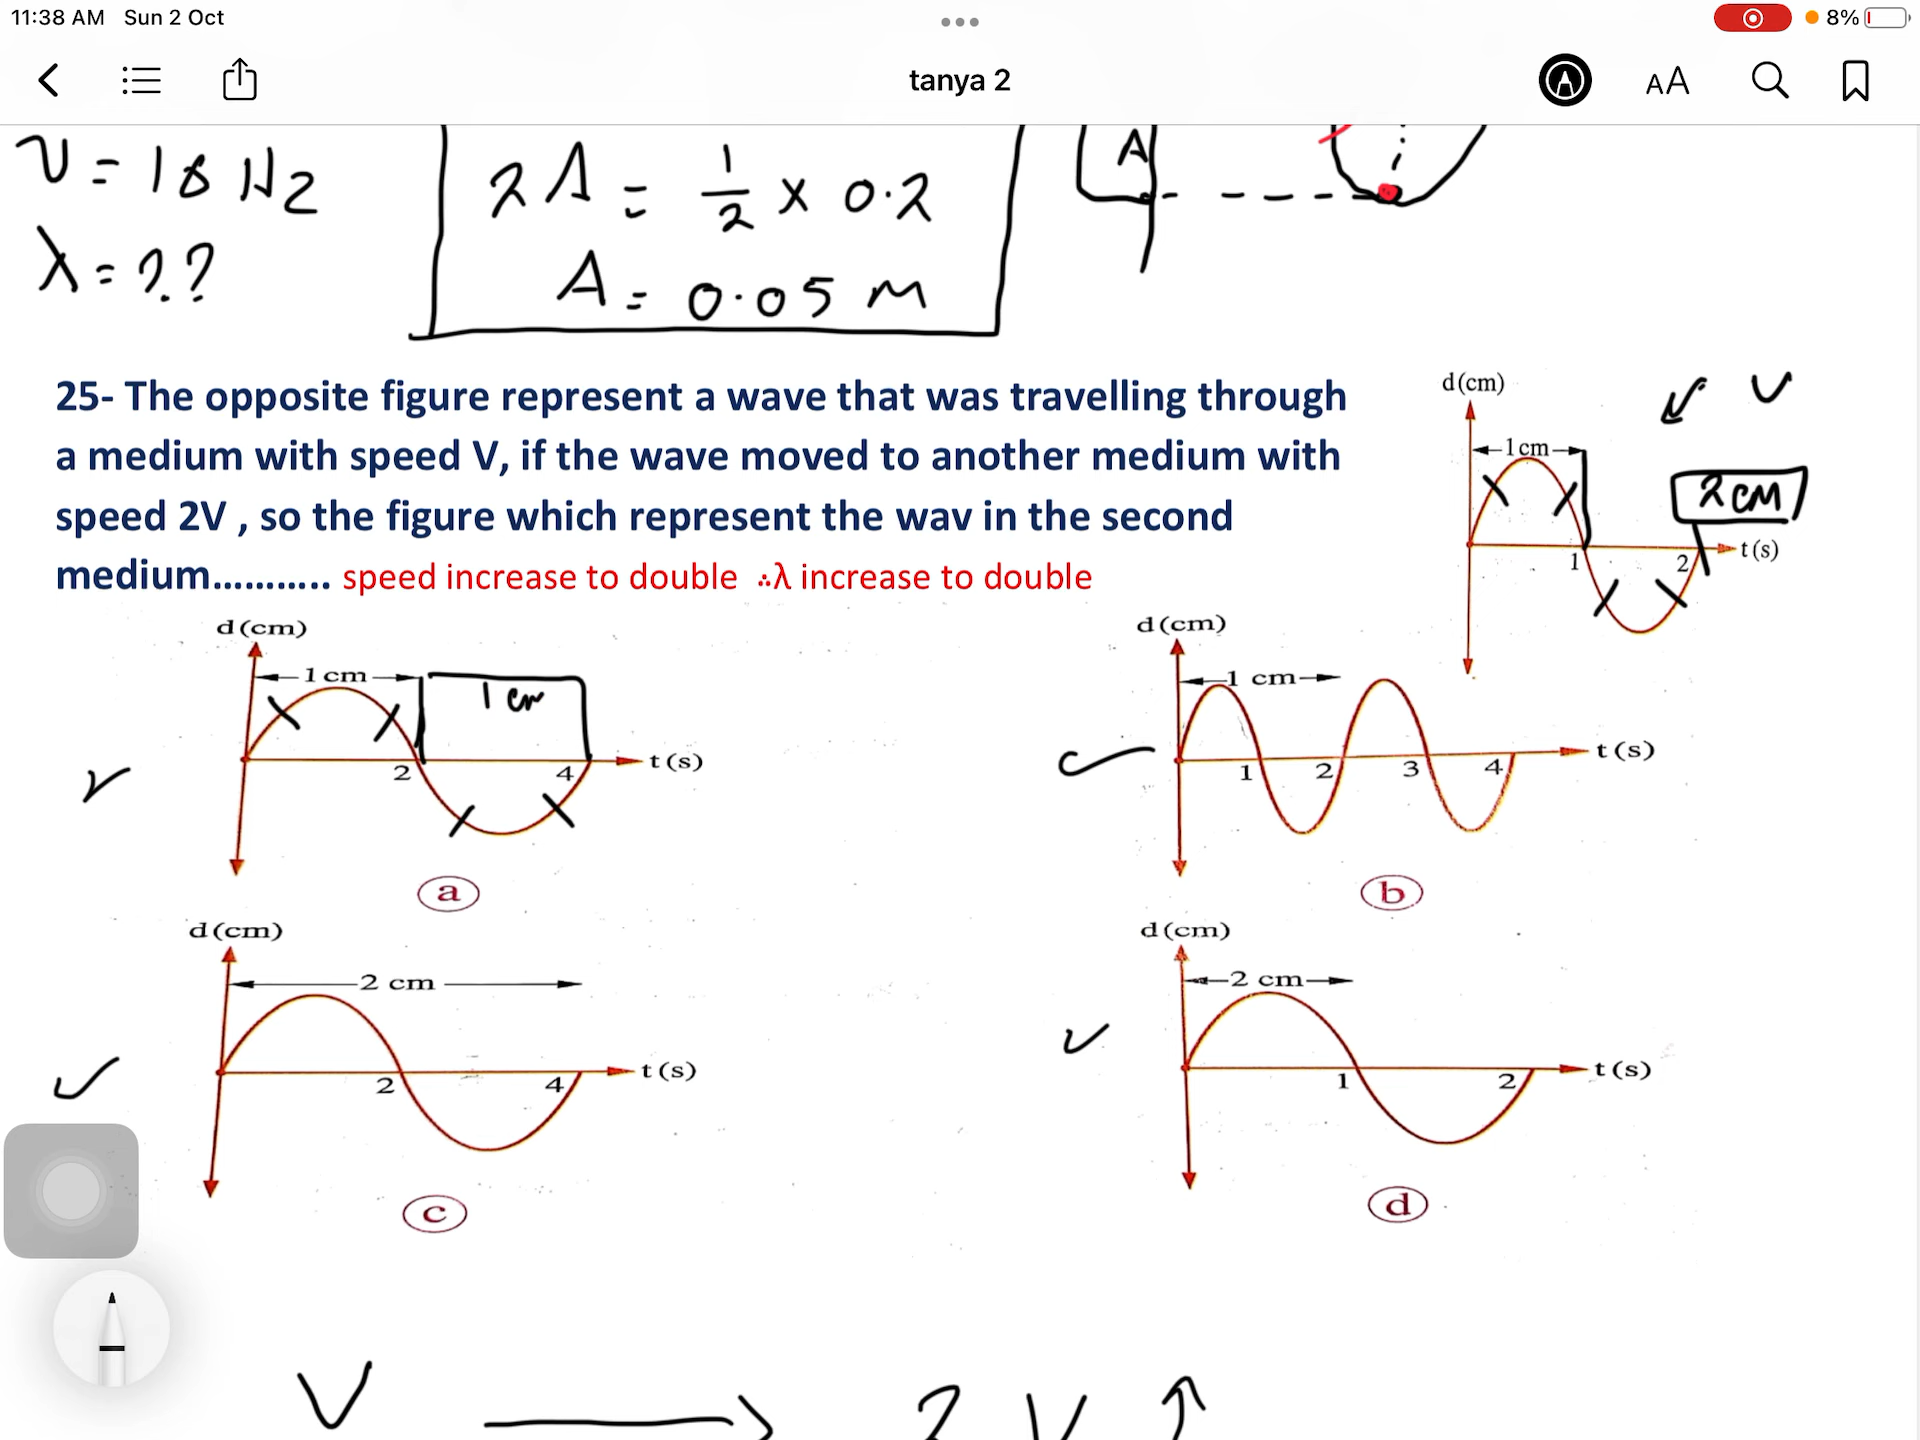 11:38 AM Sun 2 Oct
8%
tanya 2
AA
ν = 18 Hz
λ = ??
2A = 1/2 × 0.2
A = 0.05 M
A
25- The opposite figure represent a wave that was travelling through
a medium with speed V, if the wave moved to another medium with
speed 2V , so the figure which represent the wav in the second
medium........... speed increase to double ∴λ increase to double
d(cm)
V
1cm
2 cm
1
2
t(s)
d(cm)
1 cm
1 cm
2
4
t(s)
a
d(cm)
1 cm
1
2
3
4
t(s)
b
d(cm)
2 cm
2
4
t(s)
c
d(cm)
2 cm
1
2
t(s)
d
V → 2 V ↑